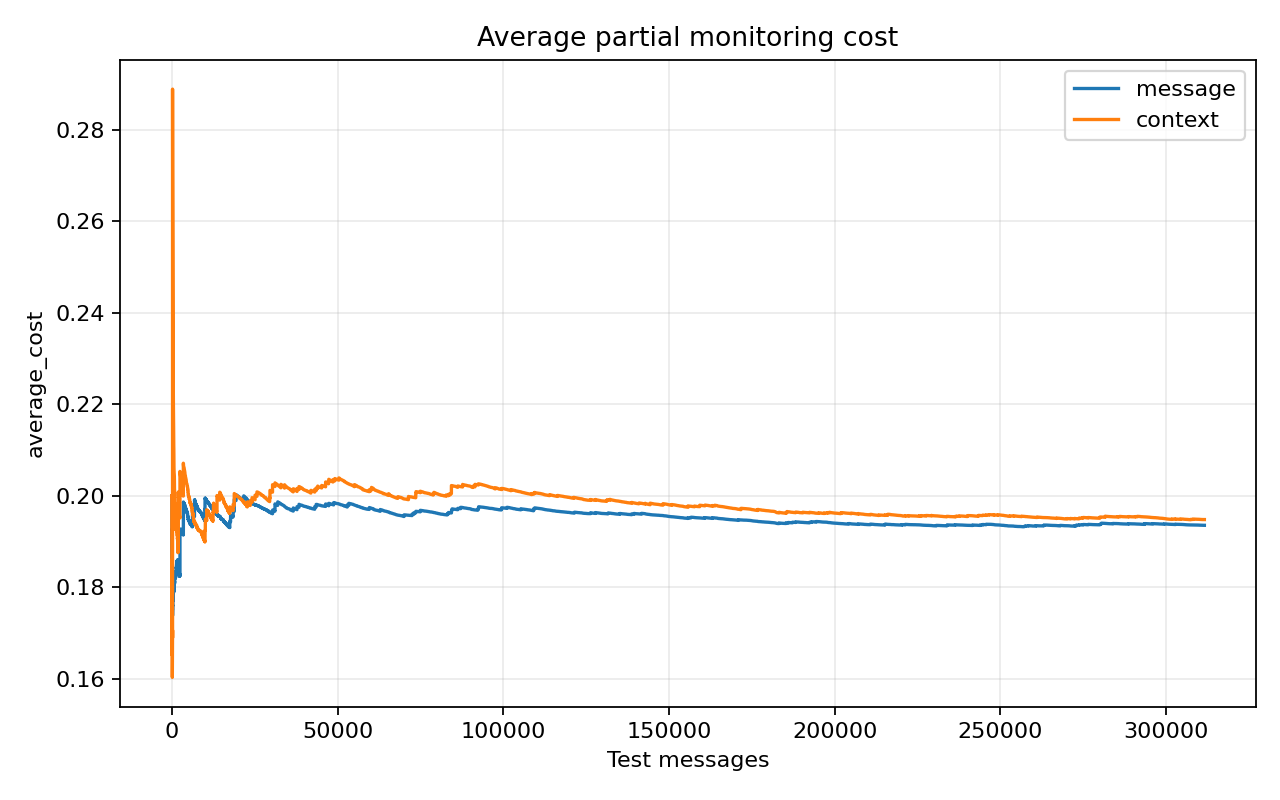 Average partial monitoring cost
message
context
average_cost
0.28
0.26
0.24
0.22
0.20
0.18
0.16
0 50000 100000 150000 200000 250000 300000
Test messages